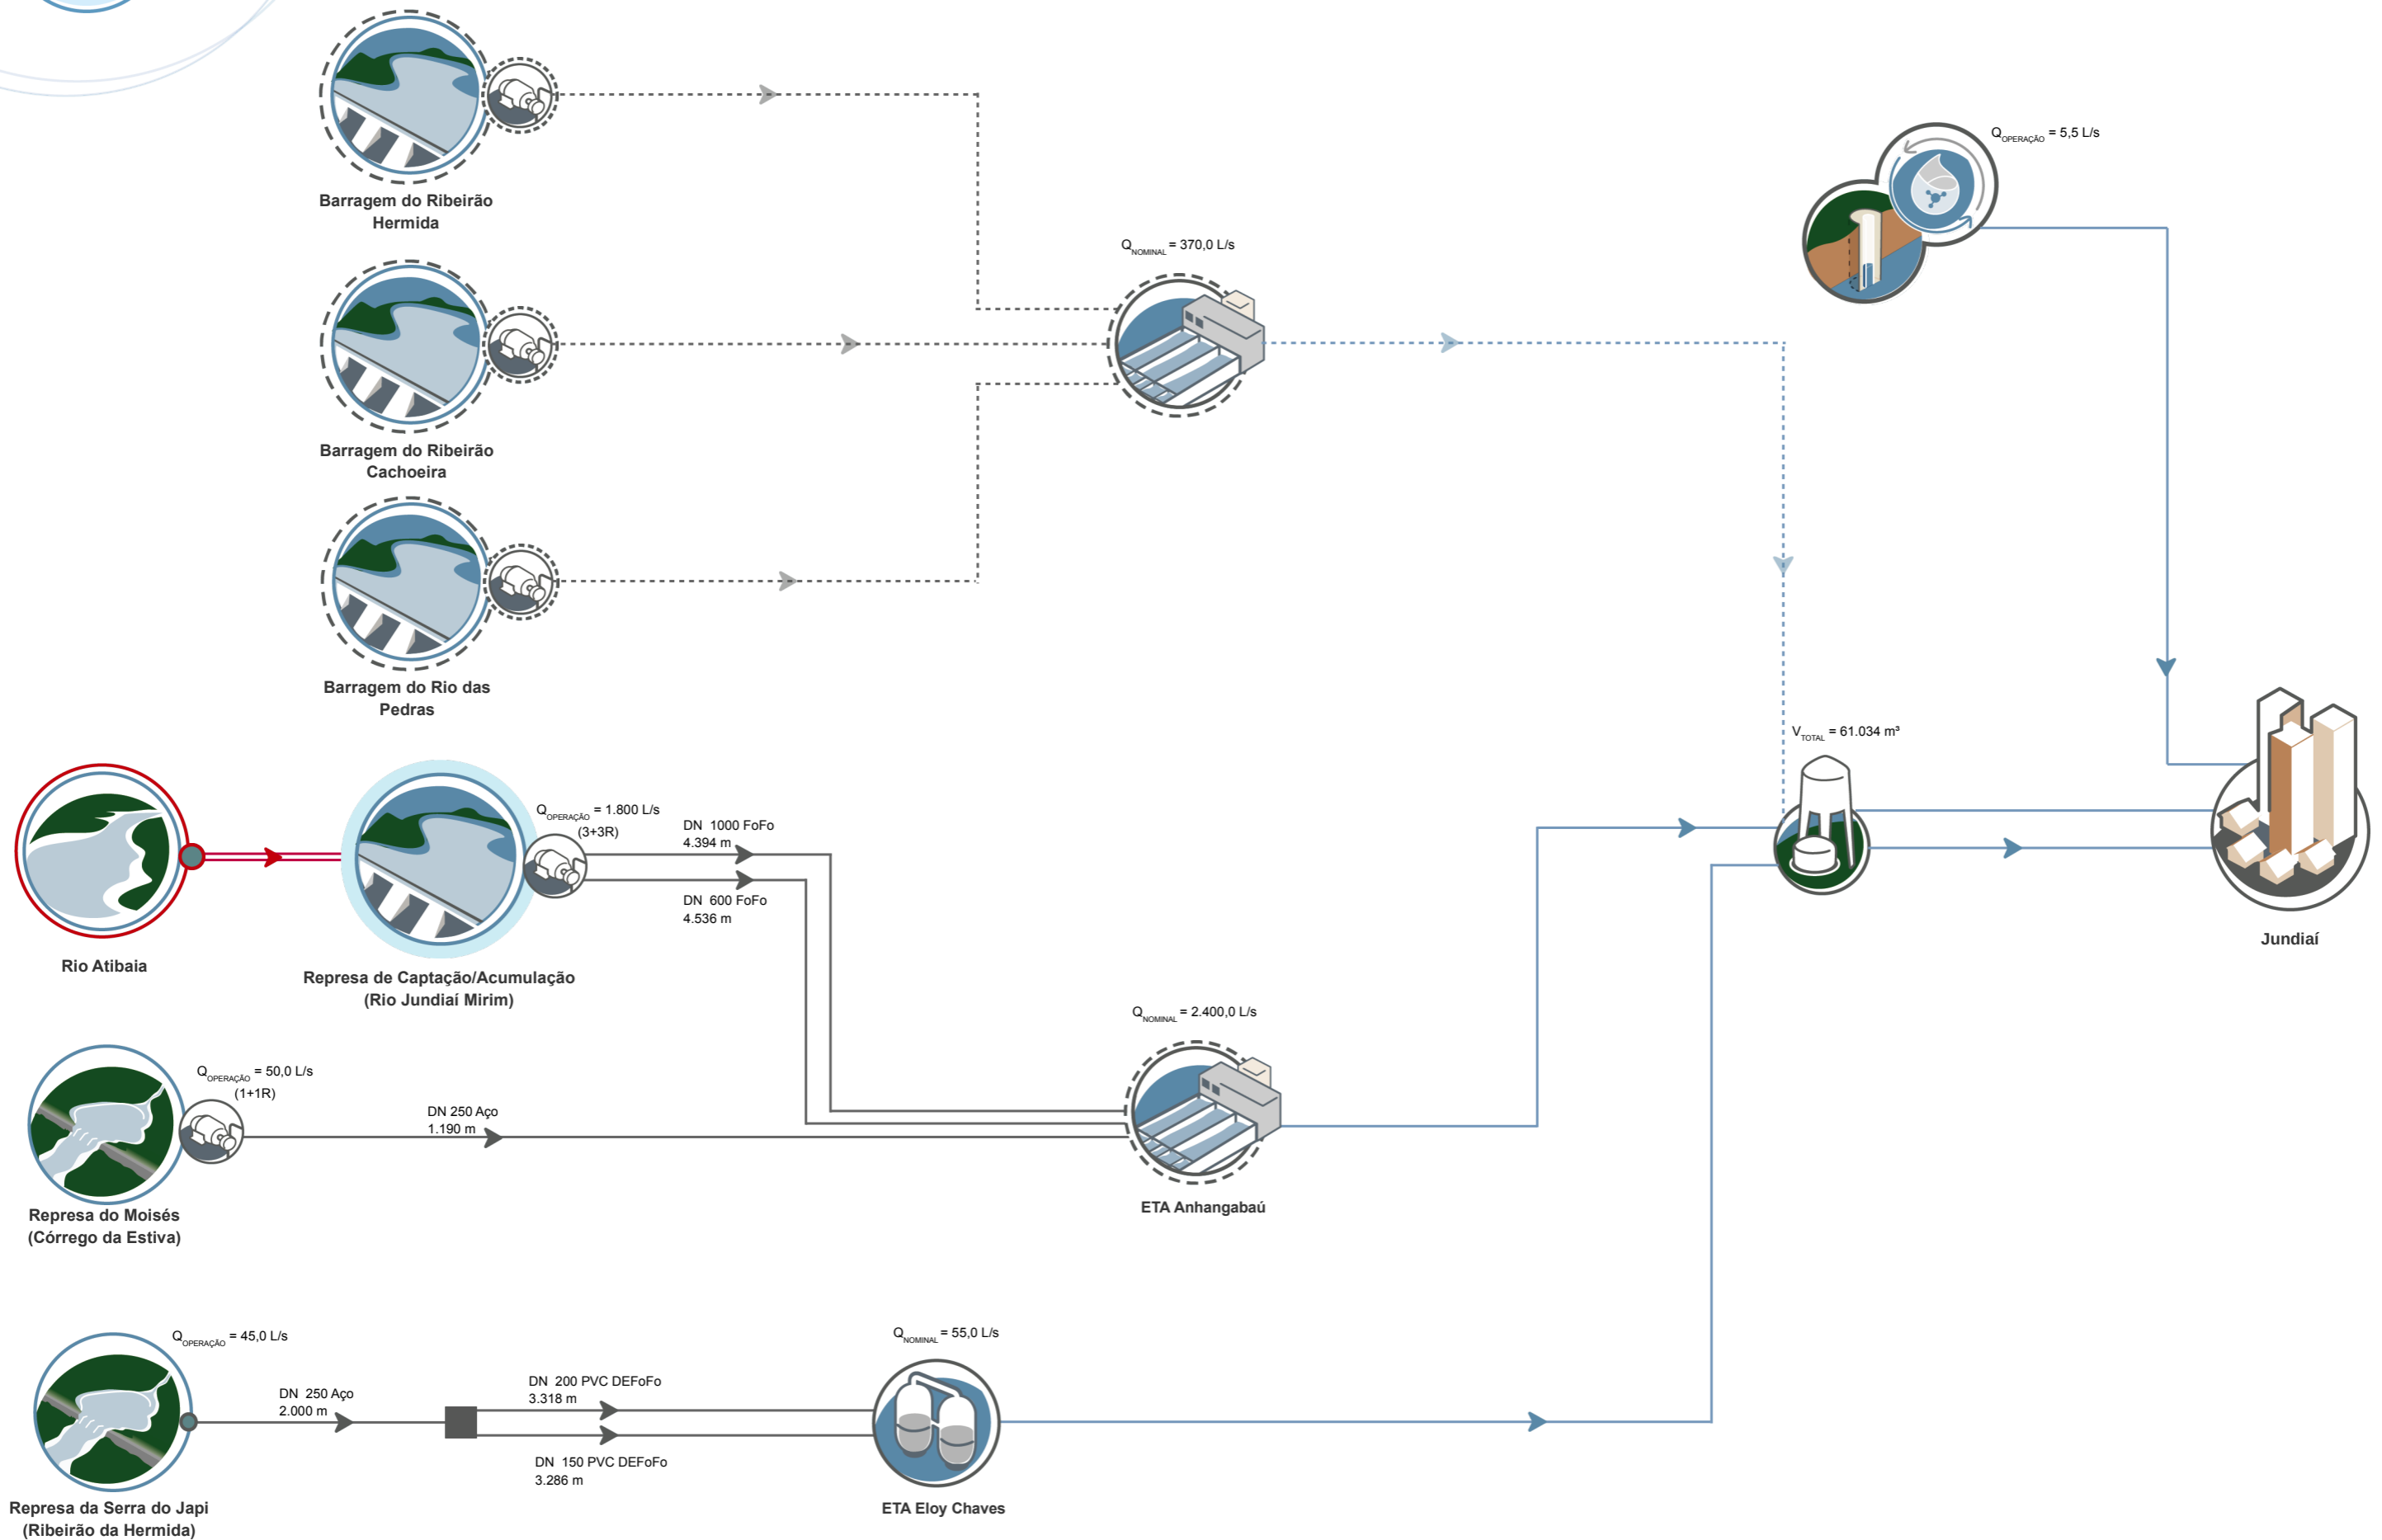 Barragem do Ribeirão
Hermida
Q OPERAÇÃO = 5,5 L/s
Q NOMINAL = 370,0 L/s
Barragem do Ribeirão
Cachoeira
Barragem do Rio das
Pedras
V TOTAL = 61.034 m³
Q OPERAÇÃO = 1.800 L/s
(3+3R)
DN 1000 FoFo
4.394 m
DN 600 FoFo
4.536 m
Rio Atibaia
Represa de Captação/Acumulação
(Rio Jundiaí Mirim)
Jundiaí
Q NOMINAL = 2.400,0 L/s
Q OPERAÇÃO = 50,0 L/s
(1+1R)
DN 250 Aço
1.190 m
Represa do Moisés
(Córrego da Estiva)
ETA Anhangabaú
Q OPERAÇÃO = 45,0 L/s
DN 250 Aço
2.000 m
DN 200 PVC DEFoFo
3.318 m
DN 150 PVC DEFoFo
3.286 m
Q NOMINAL = 55,0 L/s
Represa da Serra do Japi
(Ribeirão da Hermida)
ETA Eloy Chaves